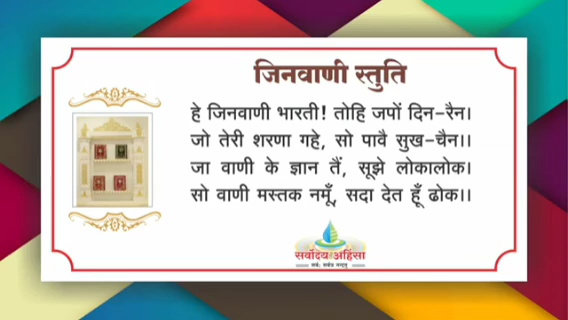 जिनवाणी स्तुति
हे जिनवाणी भारती! तोहि जपों दिन-रैन।
जो तेरी शरणा गहे, सो पावै सुख-चैन।।
जा वाणी के ज्ञान तैं, सूझे लोकालोक।
सो वाणी मस्तक नमूँ, सदा देत हूँ ढोक।।
सर्वोदय अहिंसा